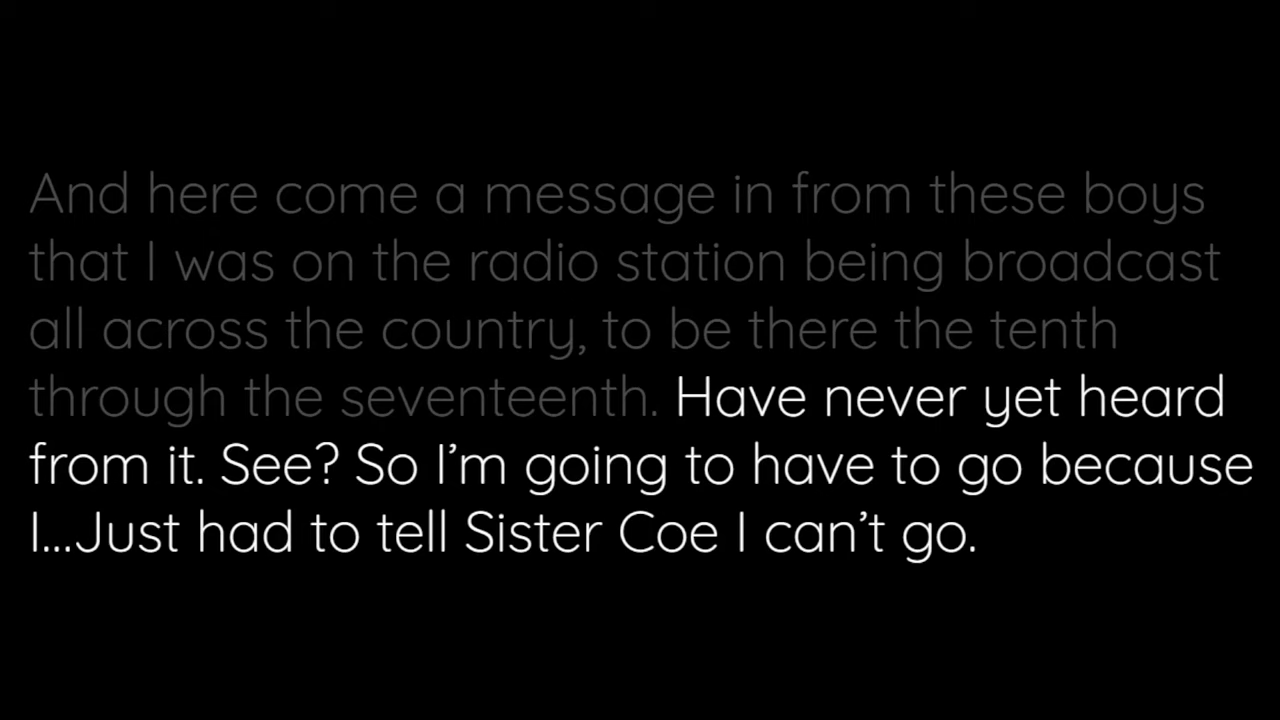 And here come a message in from these boys
that I was on the radio station being broadcast
all across the country, to be there the tenth
through the seventeenth. Have never yet heard
from it. See? So I’m going to have to go because
I...Just had to tell Sister Coe I can’t go.